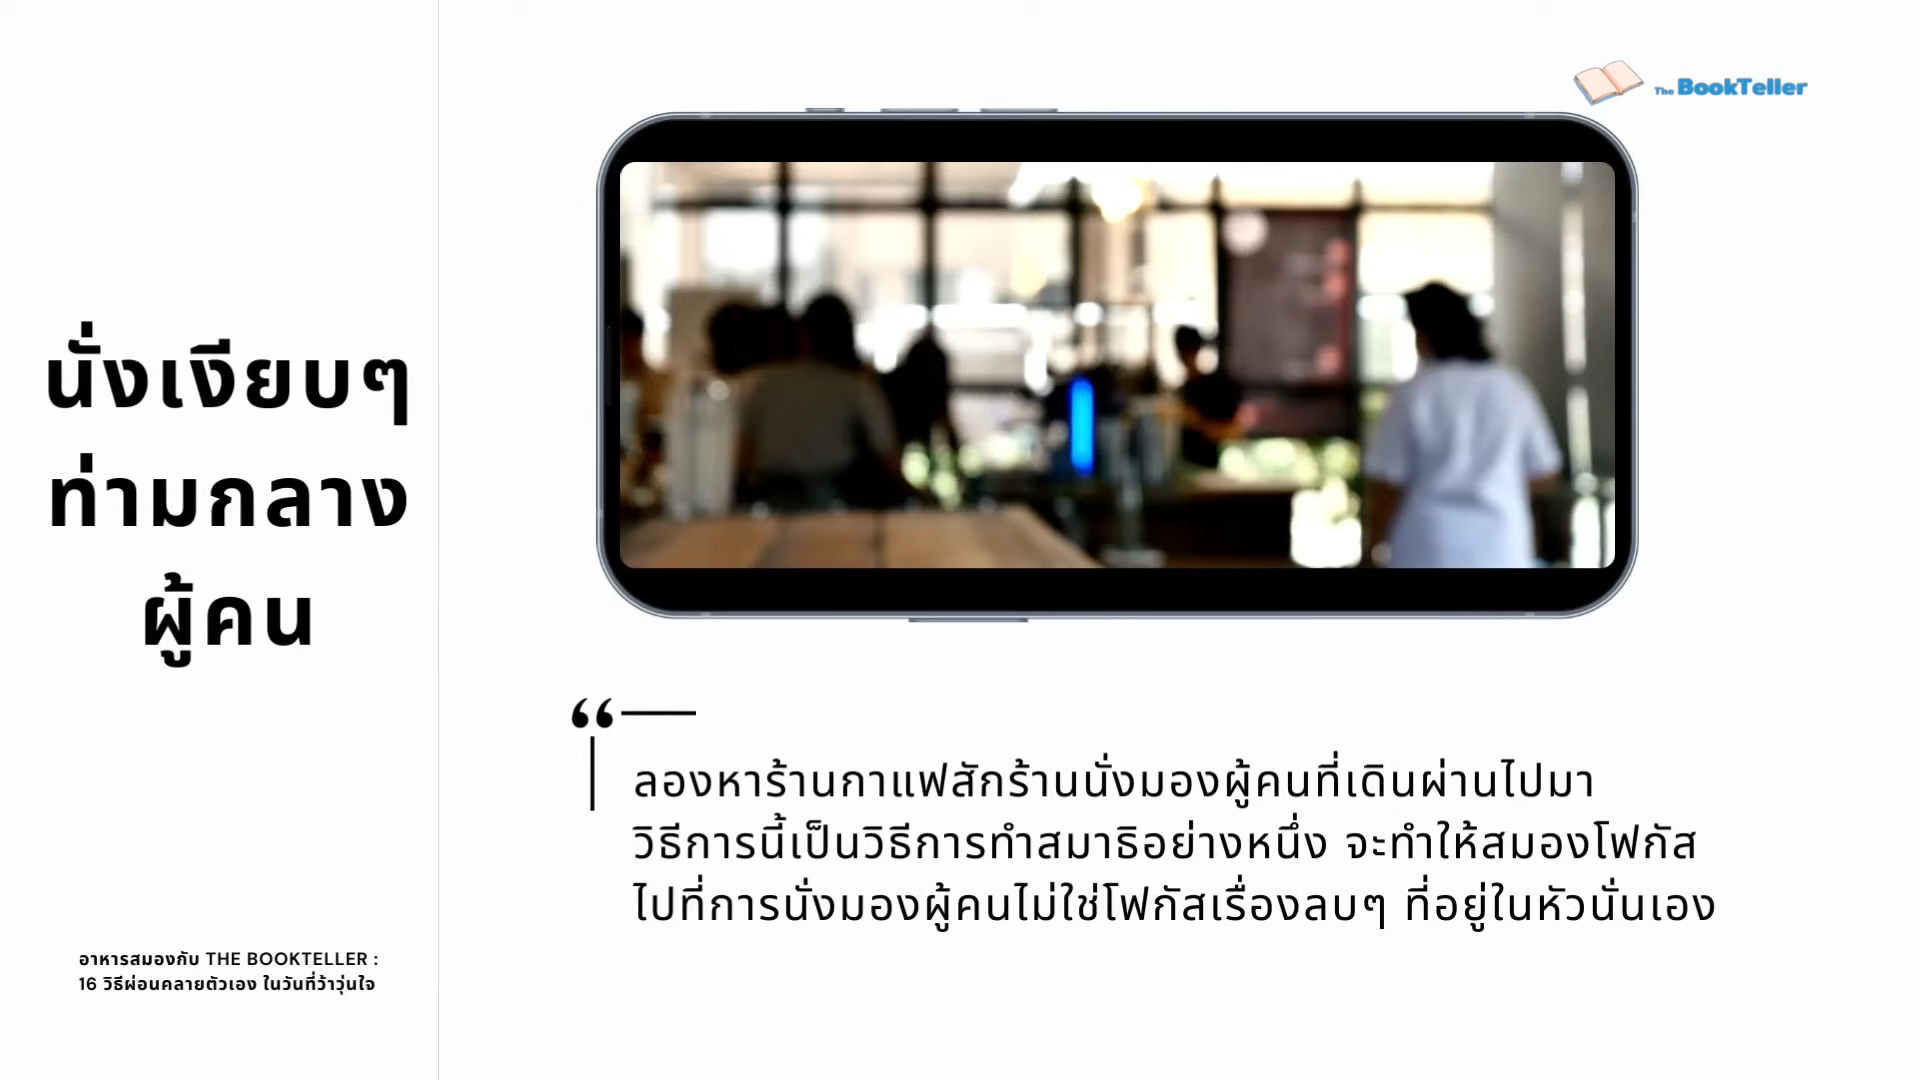 The BookTeller
นั่งเงียบๆ
ท่ามกลาง
ผู้คน
ลองหาร้านกาแฟสักร้านนั่งมองผู้คนที่เดินผ่านไปมา
วิธีการนี้เป็นวิธีการทำสมาธิอย่างหนึ่ง จะทำให้สมองโฟกัส
ไปที่การนั่งมองผู้คนไม่ใช่โฟกัสเรื่องลบๆ ที่อยู่ในหัวนั่นเอง
อาหารสมองกับ THE BOOKTELLER :
16 วิธีผ่อนคลายตัวเอง ในวันที่ว้าวุ่นใจ